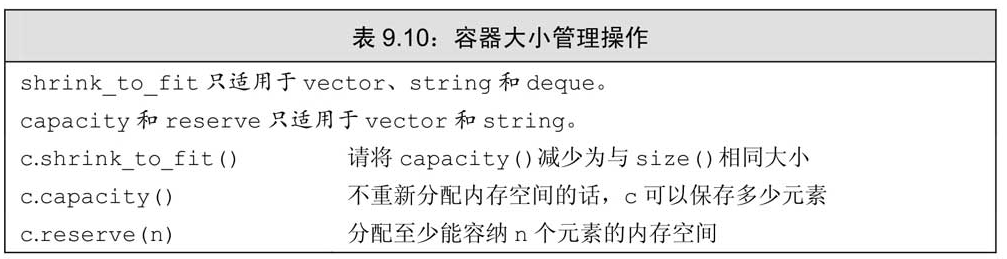 表 9.10：容器大小管理操作
shrink_to_fit 只适用于 vector、string 和 deque。
capacity 和 reserve 只适用于 vector 和 string。
c.shrink_to_fit() 请将 capacity()减少为与 size()相同大小
c.capacity() 不重新分配内存空间的话，c 可以保存多少元素
c.reserve(n) 分配至少能容纳 n 个元素的内存空间